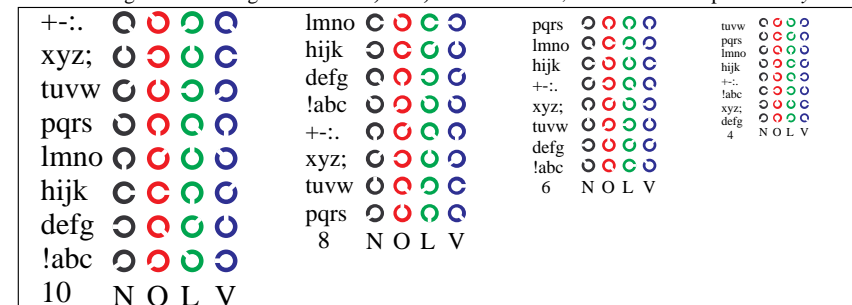 +-:.
xyz;
tuvw
pqrs
lmno
hijk
defg
!abc
10 N O L V
lmno
hijk
defg
!abc
+-:.
xyz;
tuvw
pqrs
8 N O L V
pqrs
lmno
hijk
+-:.
xyz;
tuvw
defg
!abc
6 N O L V
tuvw
pqrs
lmno
hijk
+-:.
!abc
xyz;
defg
4 N O L V